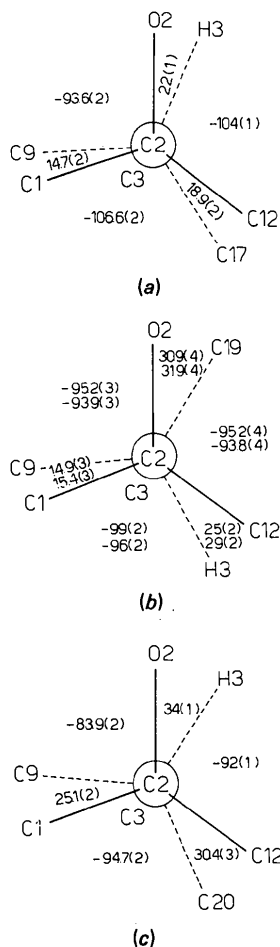 O2
H3
-93.6(2)
22(1)
-104(1)
C9
14.7(2)
C2
C1
C3
18.9(2)
C12
-106.6(2)
C17
(a)
O2
30.9(4)
C19
31.9(4)
-95.2(3)
-93.9(3)
-95.2(4)
-93.8(4)
C9
14.9(3)
C2
15.4(3)
C1
C3
C12
-99(2)
25(2)
-96(2)
29(2)
H3
(b)
O2
H3
34(1)
-83.9(2)
-92(1)
C9
C2
25.1(2)
C1
C3
C12
-94.7(2)
30.4(3)
C20
(c)